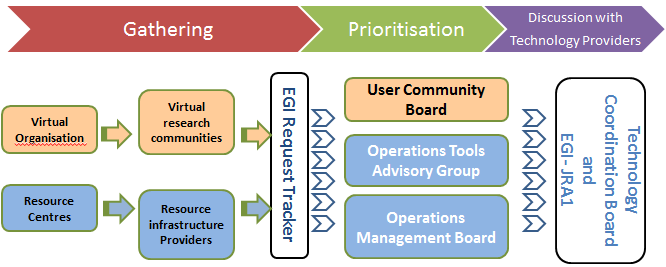 Gathering
Prioritisation
Discussion with
Technology Providers
Virtual
Organisation
Virtual
research
communities
Resource
Centres
Resource
infrastructure
Providers
EGI Request Tracker
User Community
Board
Operations Tools
Advisory Group
Operations
Management Board
Technology
Coordination Board
and
EGI - JRA1